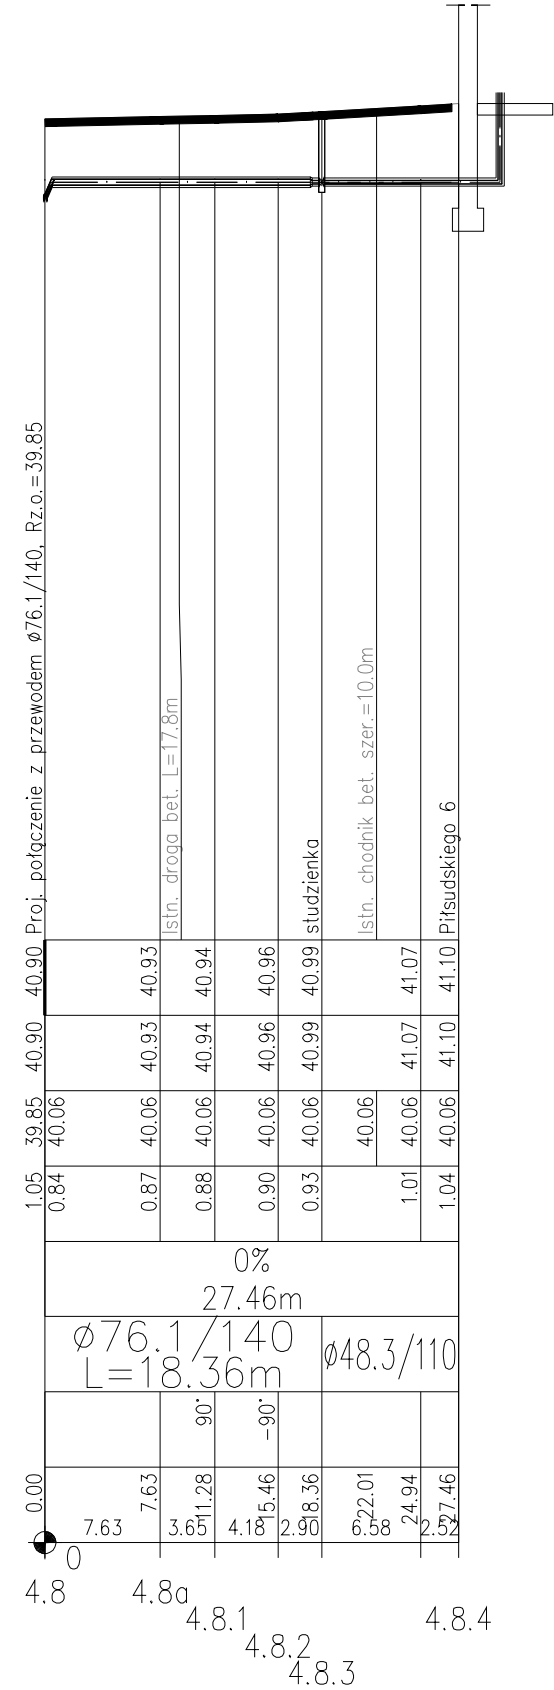 Proj. połączenie z przewodem ø76.1/140, Rz.o.=39.85
Istn. droga bet. L=17.8m
studzienka
Istn. chodnik bet. szer.=10.0m
Piłsudskiego 6
40.90 40.93 40.94 40.96 40.99 41.07 41.10
40.90 40.93 40.94 40.96 40.99 41.07 41.10
39.85 40.06 40.06 40.06 40.06 40.06 40.06 40.06 40.06
1.05 0.84 0.87 0.88 0.90 0.93 1.01 1.04
0%
27.46m
ø76.1/140
L=18.36m
ø48.3/110
90° -90°
0.00 7.63 11.28 15.46 18.36 22.01 24.94 27.46
7.63 3.65 4.18 2.90 6.58 2.52
0
4.8 4.8a
4.8.1 4.8.4
4.8.2
4.8.3